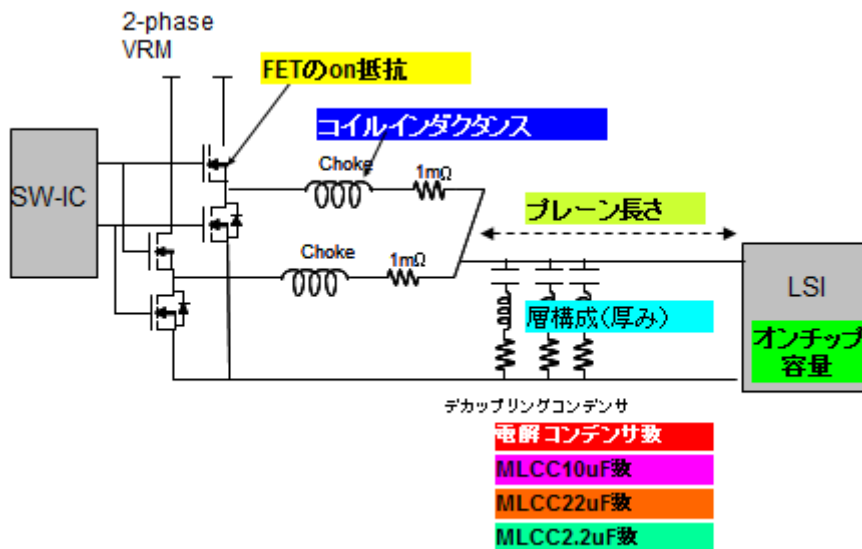 2-phase
VRM
FETのon抵抗
コイルインダクタンス
SW-IC
Choke
1mΩ
プレーン長さ
Choke
1mΩ
LSI
層構成(厚み)
オンチップ
容量
デカップリングコンデンサ
電解コンデンサ数
MLCC10uF数
MLCC22uF数
MLCC2.2uF数